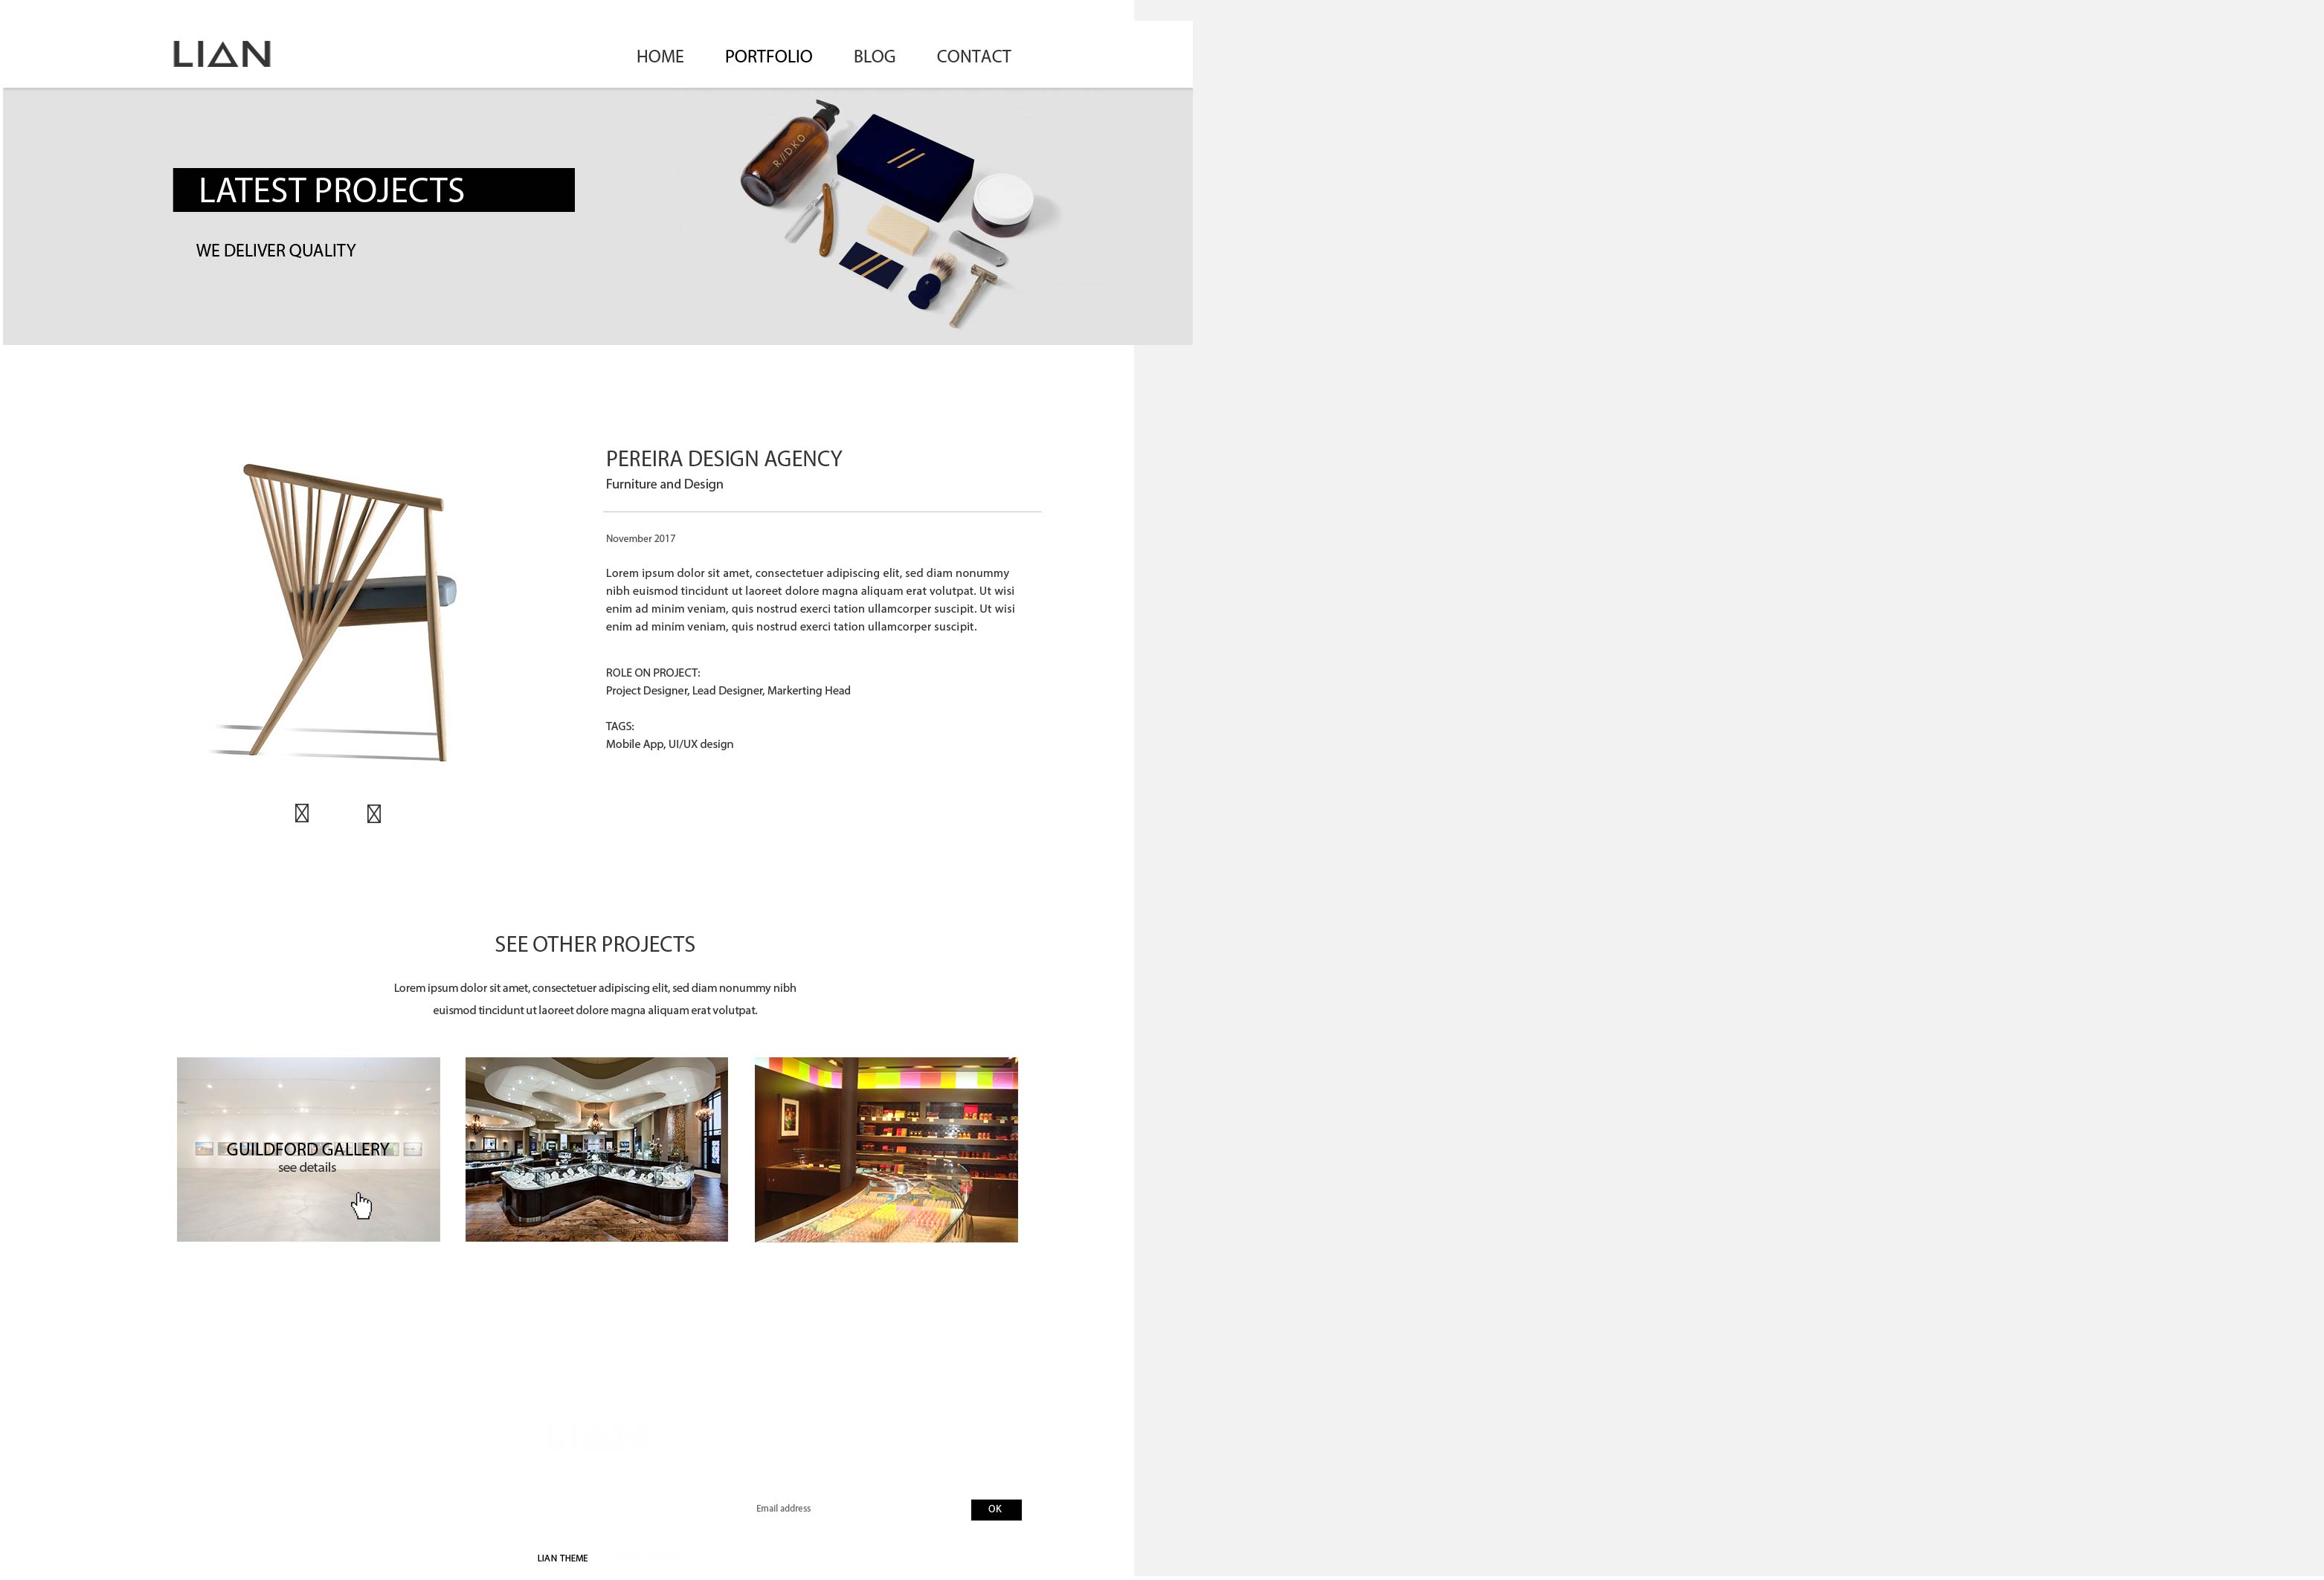 LIAN
HOME PORTFOLIO BLOG CONTACT
R//DKO
LATEST PROJECTS
WE DELIVER QUALITY
PEREIRA DESIGN AGENCY
Furniture and Design
November 2017
Lorem ipsum dolor sit amet, consectetuer adipiscing elit, sed diam nonummy
nibh euismod tincidunt ut laoreet dolore magna aliquam erat volutpat. Ut wisi
enim ad minim veniam, quis nostrud exerci tation ullamcorper suscipit. Ut wisi
enim ad minim veniam, quis nostrud exerci tation ullamcorper suscipit.
ROLE ON PROJECT:
Project Designer, Lead Designer, Markerting Head
TAGS:
Mobile App, UI/UX design
SEE OTHER PROJECTS
Lorem ipsum dolor sit amet, consectetuer adipiscing elit, sed diam nonummy nibh
euismod tincidunt ut laoreet dolore magna aliquam erat volutpat.
GUILDFORD GALLERY
see details
Email address
OK
LIAN THEME